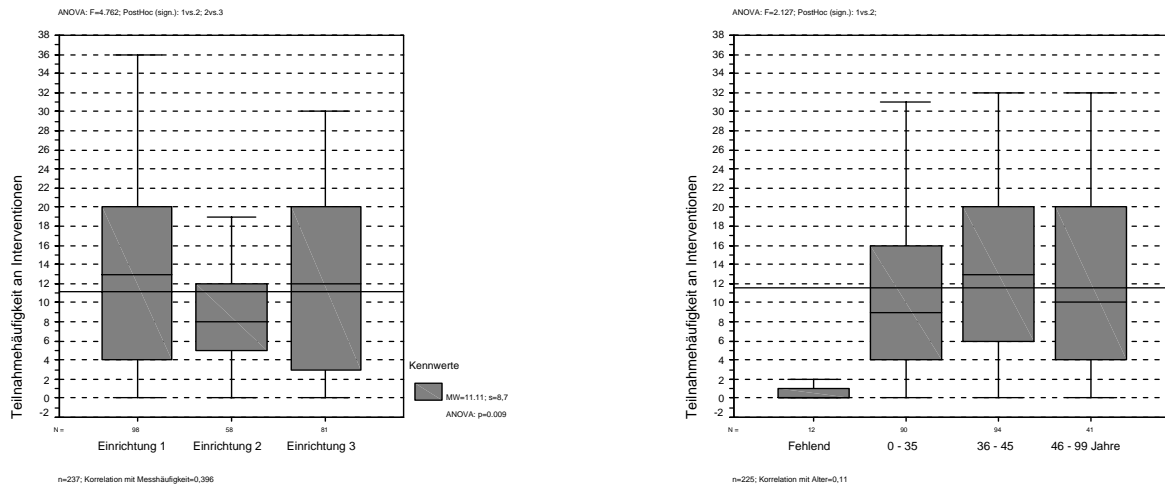 ANOVA: F=4.762; PostHoc (sign.): 1vs.2; 2vs.3
38
36
34
32
30
28
26
24
22
20
18
16
14
12
10
8
6
4
2
0
-2
Teilnahmehäufigkeit an Interventionen
N =
98
58
81
Einrichtung 1
Einrichtung 2
Einrichtung 3
Kennwerte
MW=11.11; s=8,7
ANOVA: p=0.009
n=237; Korrelation mit Messhäufigkeit=0,396
ANOVA: F=2.127; PostHoc (sign.): 1vs.2;
38
36
34
32
30
28
26
24
22
20
18
16
14
12
10
8
6
4
2
0
-2
Teilnahmehäufigkeit an Interventionen
N =
12
90
94
41
Fehlend
0 - 35
36 - 45
46 - 99 Jahre
n=225; Korrelation mit Alter=0,11